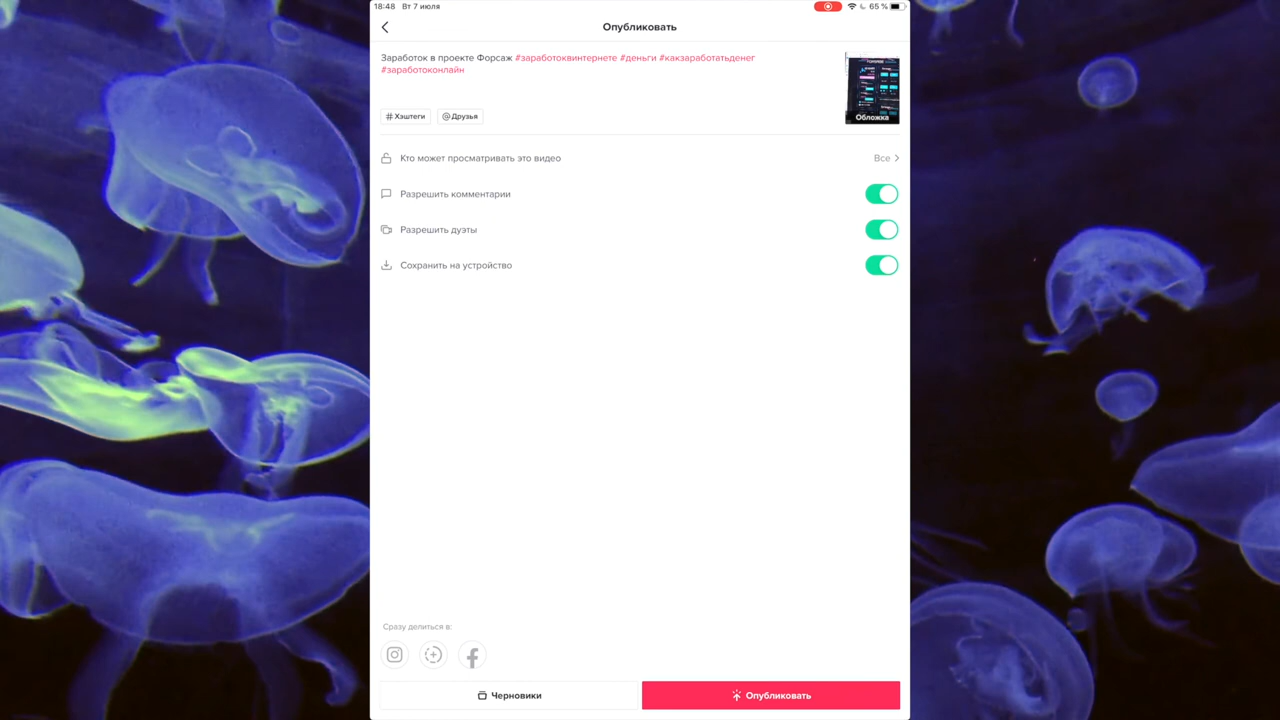 18:48 Вт 7 июля 65 %
Опубликовать
Заработок в проекте Форсаж #заработоквинтернете #деньги #какзаработатьденег
#заработоконлайн
Обложка
# Хэштеги @ Друзья
Кто может просматривать это видео Все
Разрешить комментарии
Разрешить дуэты
Сохранить на устройство
Сразу делиться в:
Черновики Опубликовать